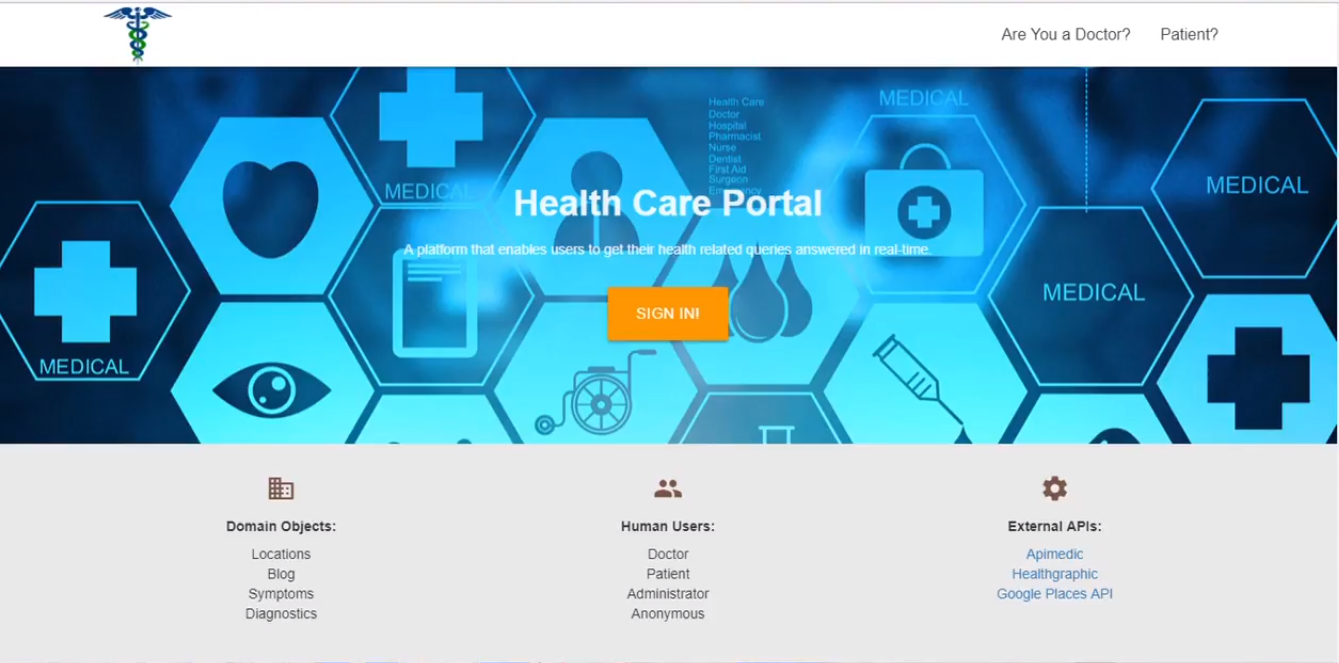 Are You a Doctor? Patient?
Health Care
Doctor
Hospital
Pharmacist
Nurse
Dentist
First Aid
Surgeon
Emergency
MEDICAL
MEDICAL
MEDICAL
Health Care Portal
A platform that enables users to get their health related queries answered in real-time.
MEDICAL
SIGN IN!
MEDICAL
Domain Objects:
Locations
Blog
Symptoms
Diagnostics
Human Users:
Doctor
Patient
Administrator
Anonymous
External APIs:
Apimedic
Healthgraphic
Google Places API